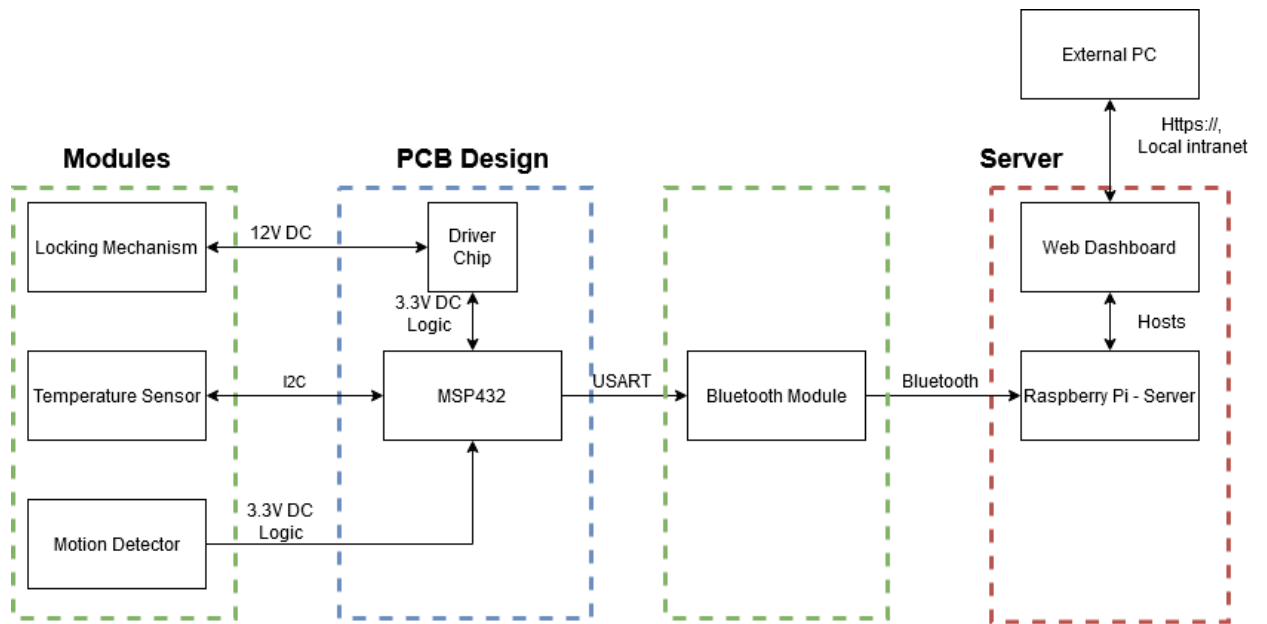 External PC
Https://,
Local intranet
Modules
PCB Design
Server
Locking Mechanism
12V DC
Driver
Chip
Web Dashboard
3.3V DC
Logic
Hosts
Temperature Sensor
I2C
MSP432
USART
Bluetooth Module
Bluetooth
Raspberry Pi - Server
3.3V DC
Logic
Motion Detector